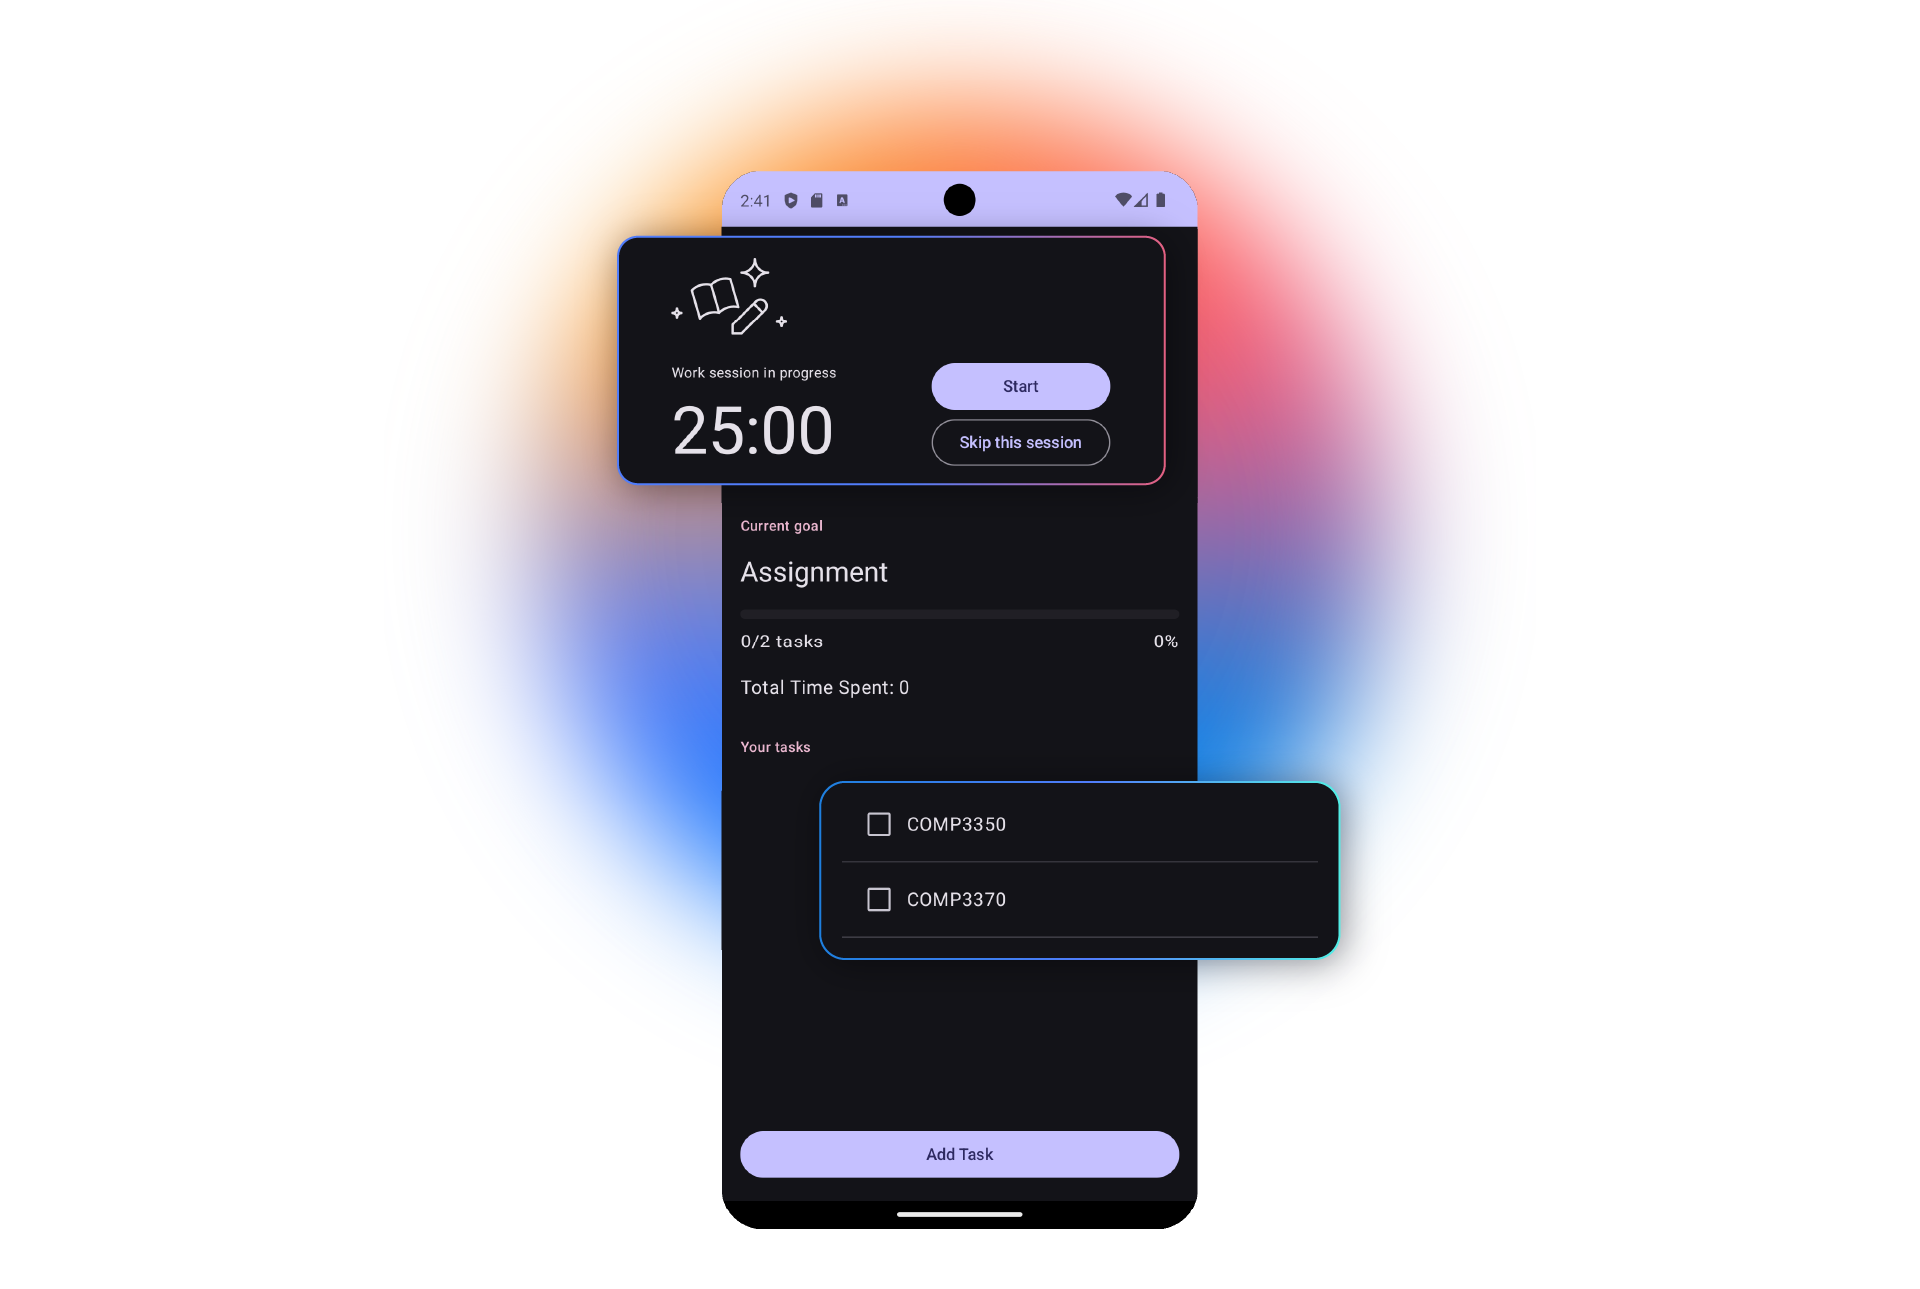 2:41
Work session in progress
25:00
Start
Skip this session
Current goal
Assignment
0/2 tasks
0%
Total Time Spent: 0
Your tasks
COMP3350
COMP3370
Add Task